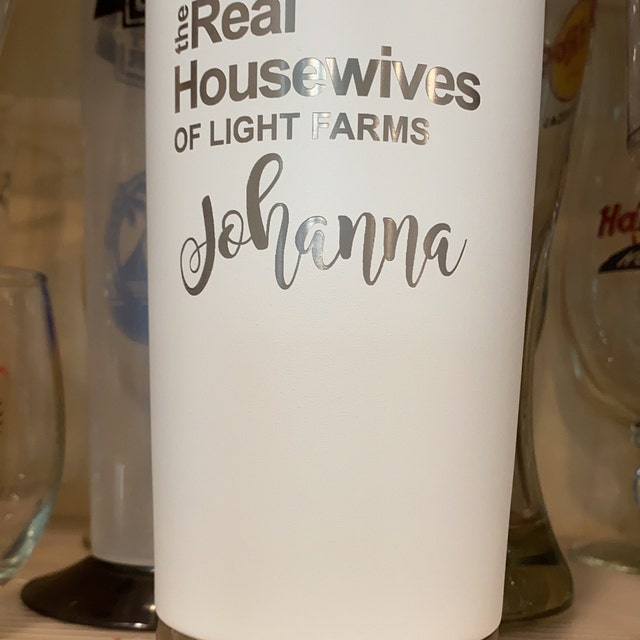 the Real
Housewives
OF LIGHT FARMS
Johanna